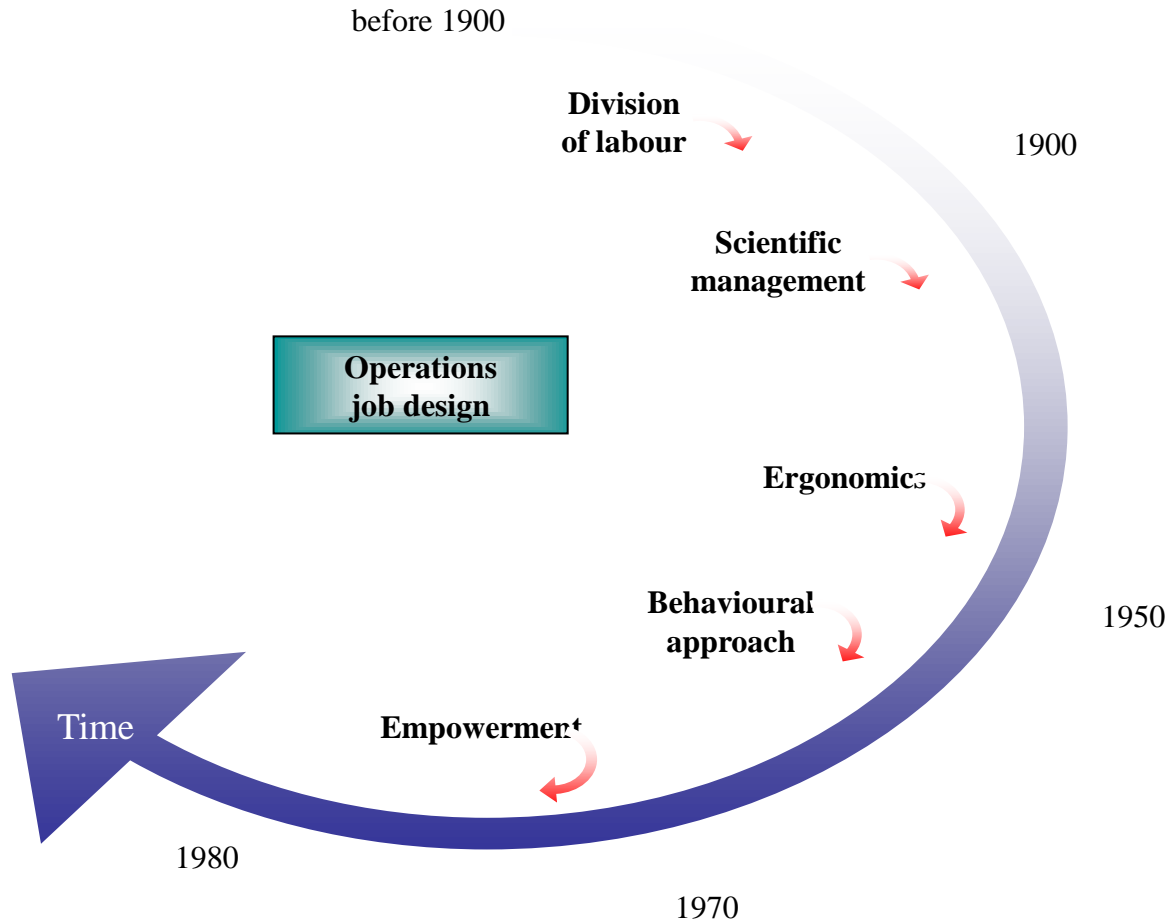 before 1900
Division
of labour
1900
Scientific
management
Operations
job design
Ergonomics
Behavioural
approach
1950
Empowerment
Time
1980
1970